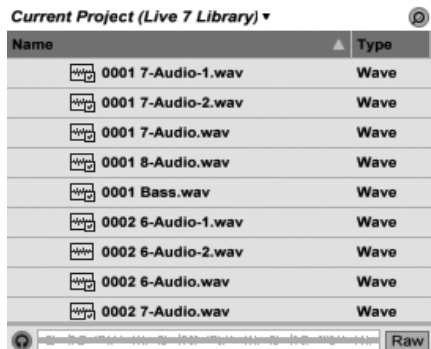 Current Project (Live 7 Library)
Name Type
0001 7-Audio-1.wav Wave
0001 7-Audio-2.wav Wave
0001 7-Audio.wav Wave
0001 8-Audio.wav Wave
0001 Bass.wav Wave
0002 6-Audio-1.wav Wave
0002 6-Audio-2.wav Wave
0002 6-Audio.wav Wave
0002 7-Audio.wav Wave
Raw